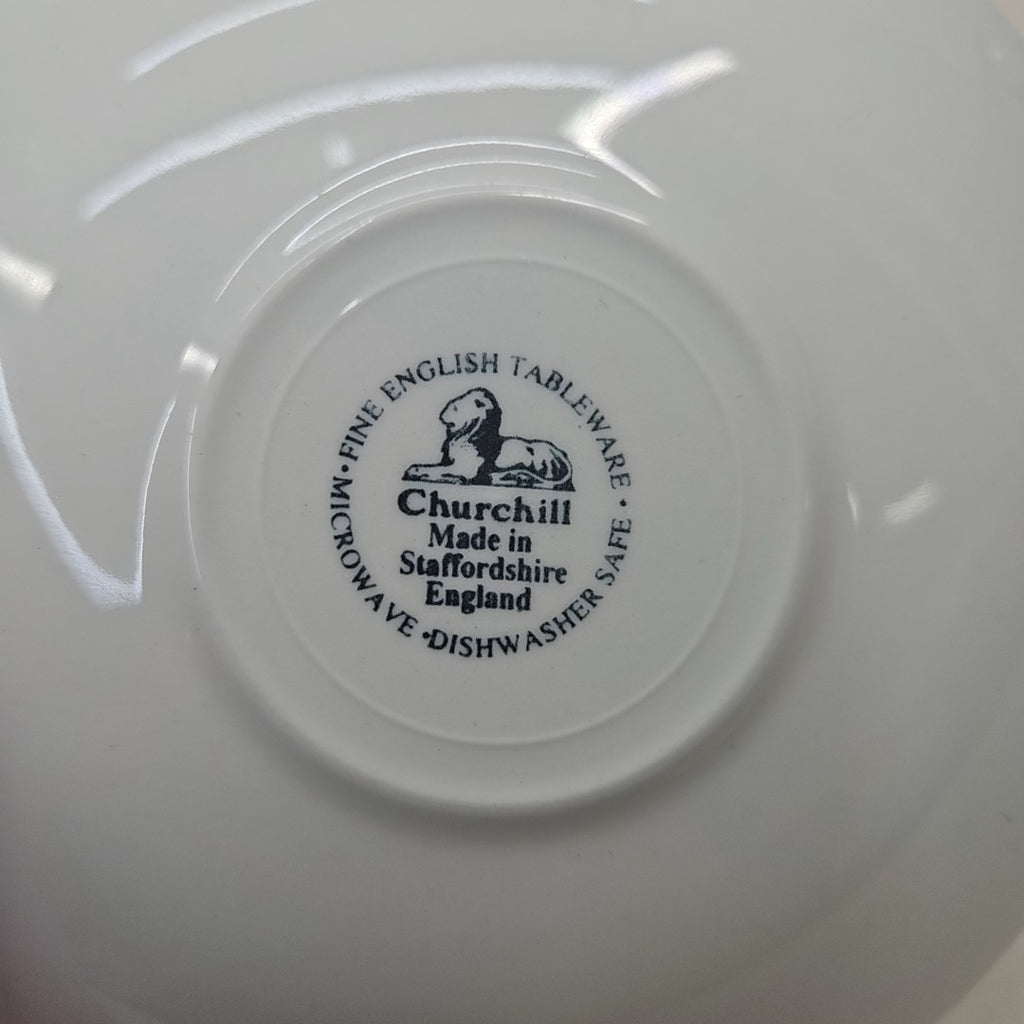 · FINE ENGLISH TABLEWARE ·
Churchill
Made in
Staffordshire
England
MICROWAVE · DISHWASHER SAFE